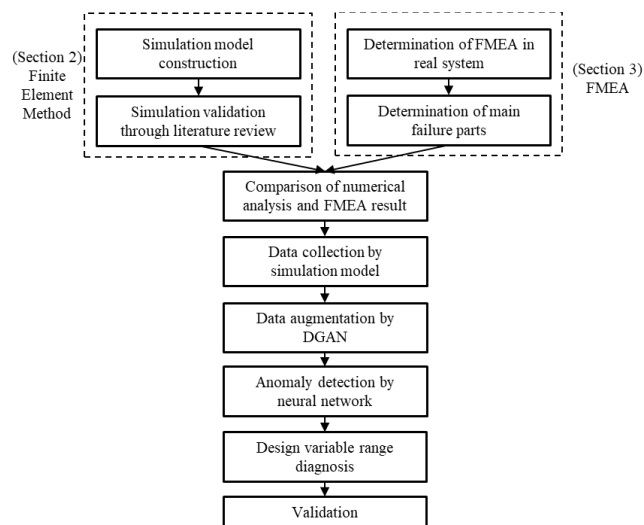 (Section 2)
Finite
Element
Method
Simulation model
construction
Simulation validation
through literature review
Determination of FMEA in
real system
Determination of main
failure parts
(Section 3)
FMEA
Comparison of numerical
analysis and FMEA result
Data collection by
simulation model
Data augmentation by
DGAN
Anomaly detection by
neural network
Design variable range
diagnosis
Validation